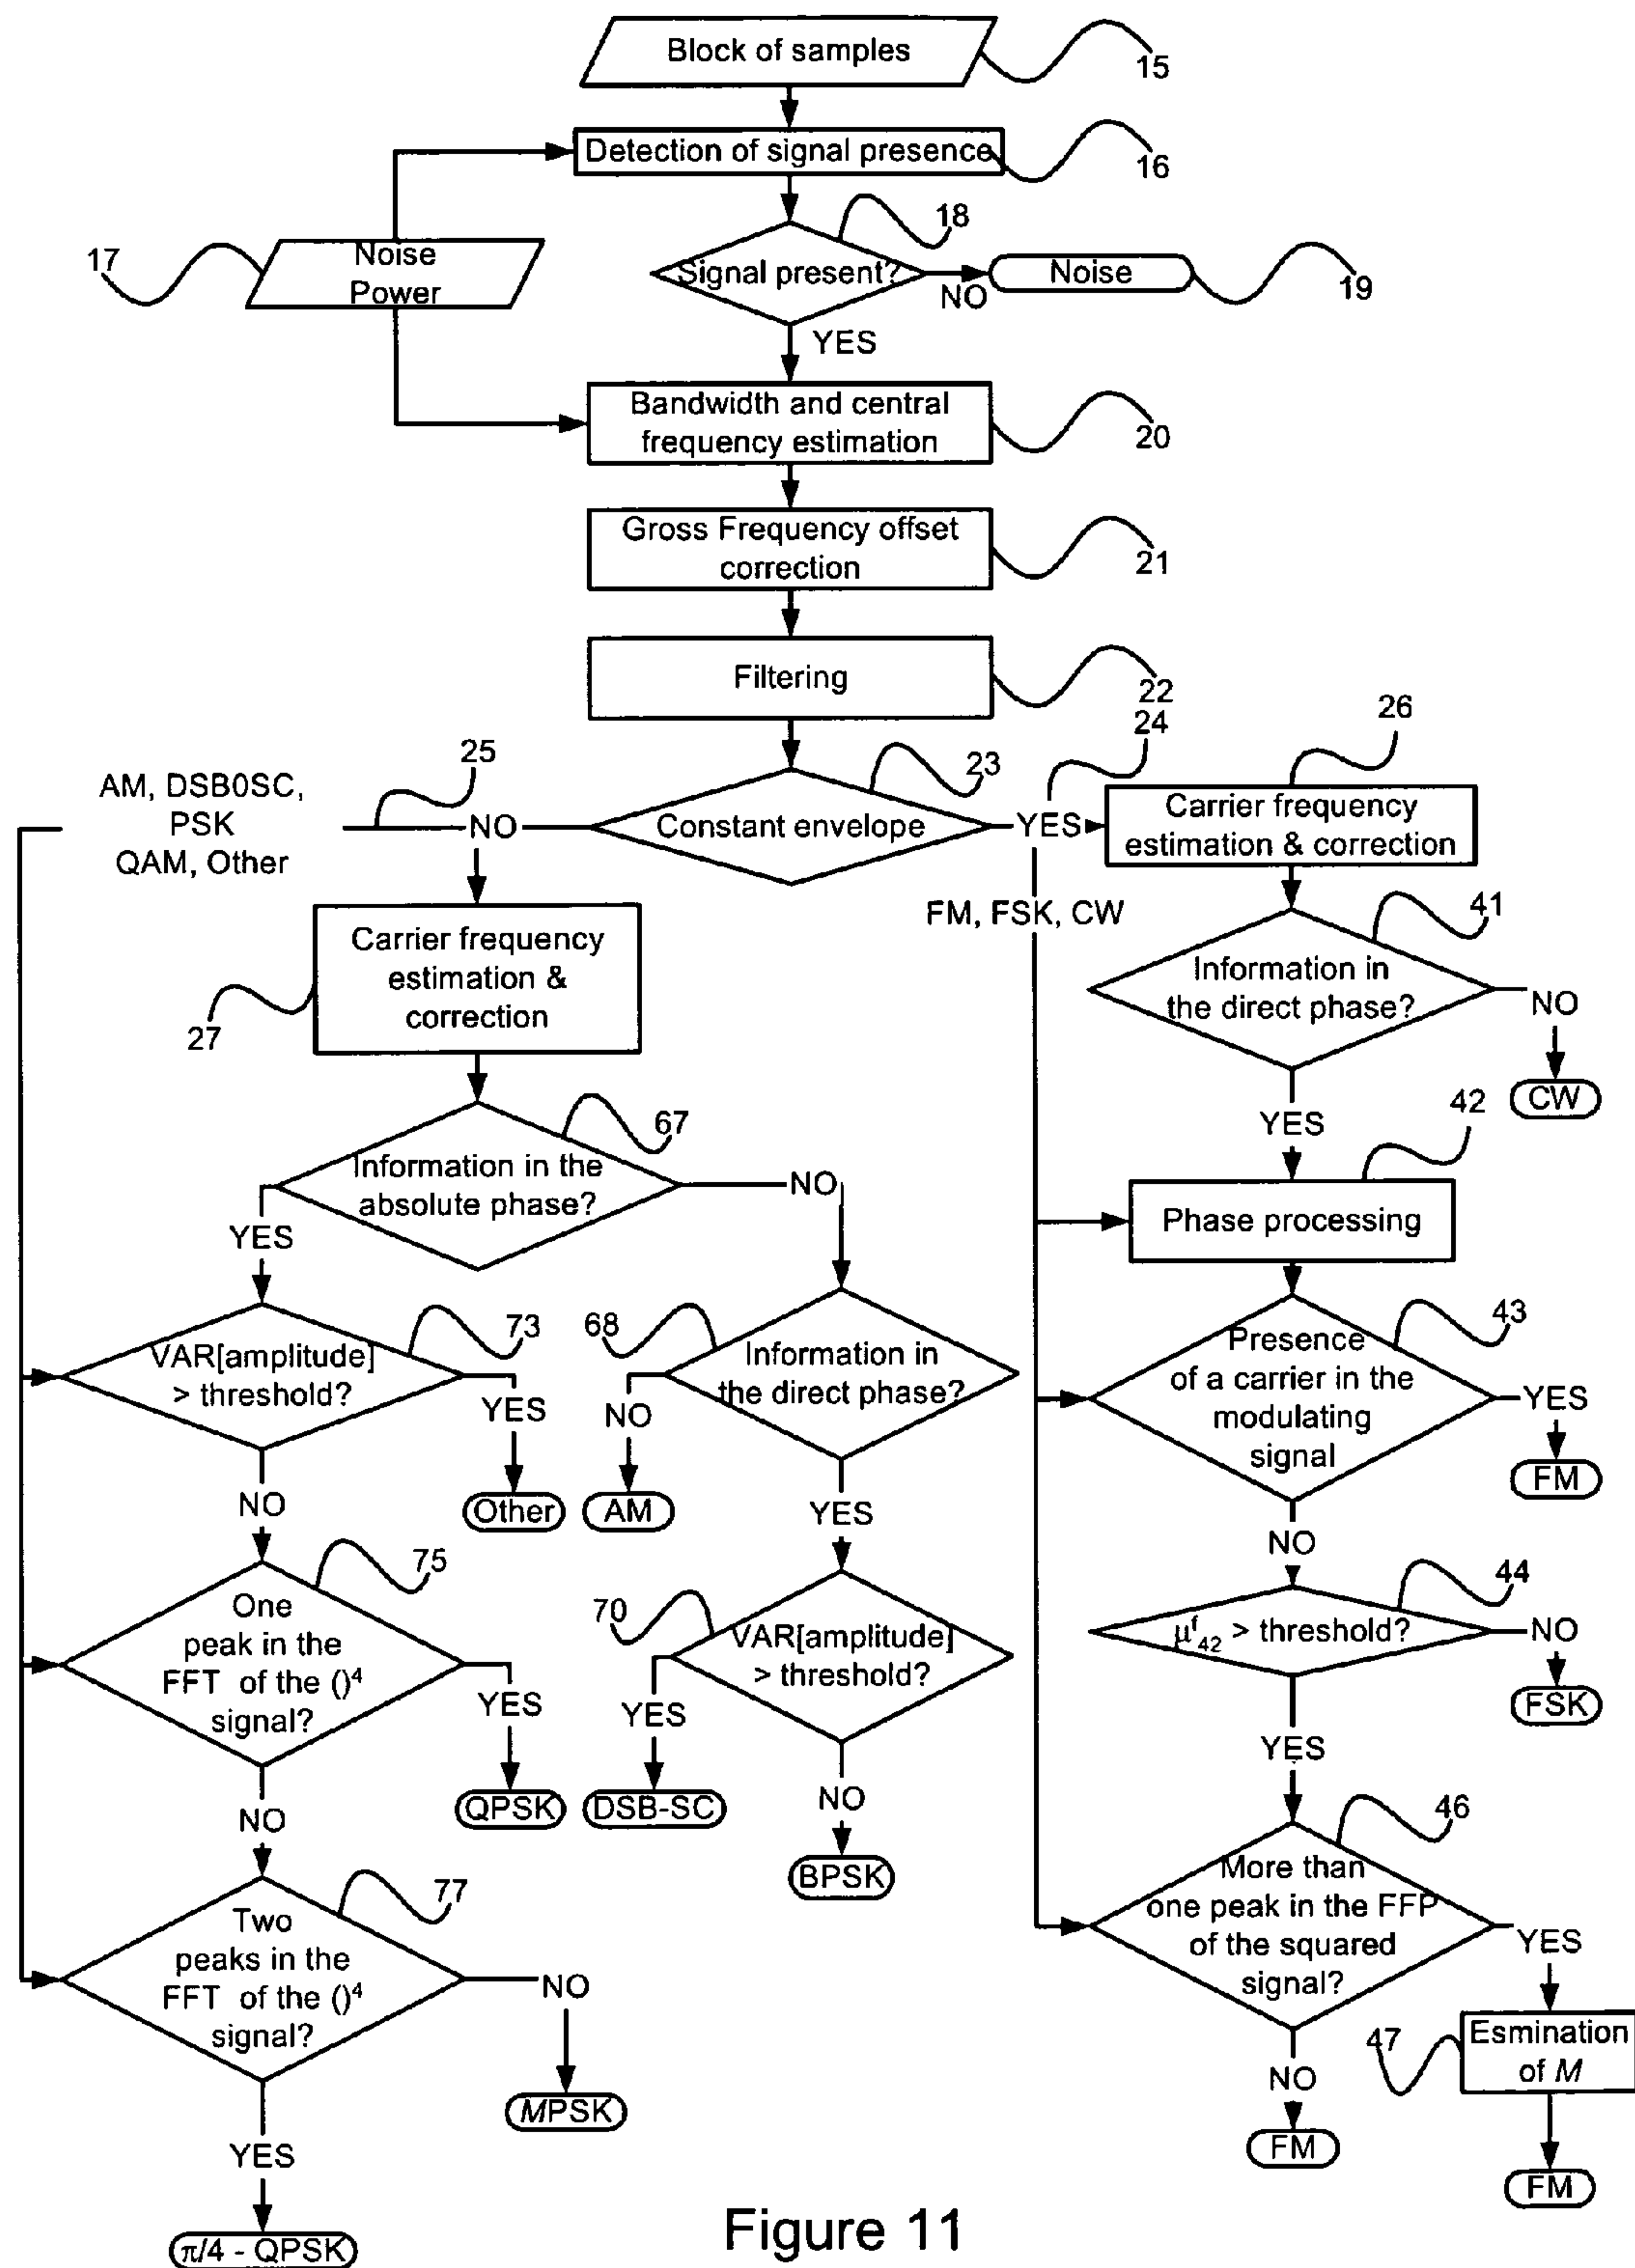 Block of samples
15
Detection of signal presence
16
17
Noise
Power
18
Signal present?
NO
Noise
19
YES
Bandwidth and central
frequency estimation
20
Gross Frequency offset
correction
21
Filtering
22
24
26
25
23
AM, DSB0SC,
PSK
QAM, Other
NO
Constant envelope
YES
Carrier frequency
estimation & correction
FM, FSK, CW
41
Carrier frequency
estimation &
correction
27
Information in
the direct phase?
NO
CW
YES
42
67
Information in the
absolute phase?
NO
YES
Phase processing
73
68
43
VAR[amplitude]
> threshold?
YES
Other
NO
Information in
the direct phase?
NO
AM
YES
Presence
of a carrier in the
modulating
signal
YES
FM
NO
75
One
peak in the
FFT of the ()⁴
signal?
YES
QPSK
NO
70
VAR[amplitude]
> threshold?
YES
DSB-SC
NO
BPSK
44
μᶠ₄₂ > threshold?
NO
FSK
YES
46
77
Two
peaks in the
FFT of the ()⁴
signal?
NO
MPSK
YES
π/4 - QPSK
More than
one peak in the FFP
of the squared
signal?
YES
47
Esmination
of M
NO
FM
FM
Figure 11